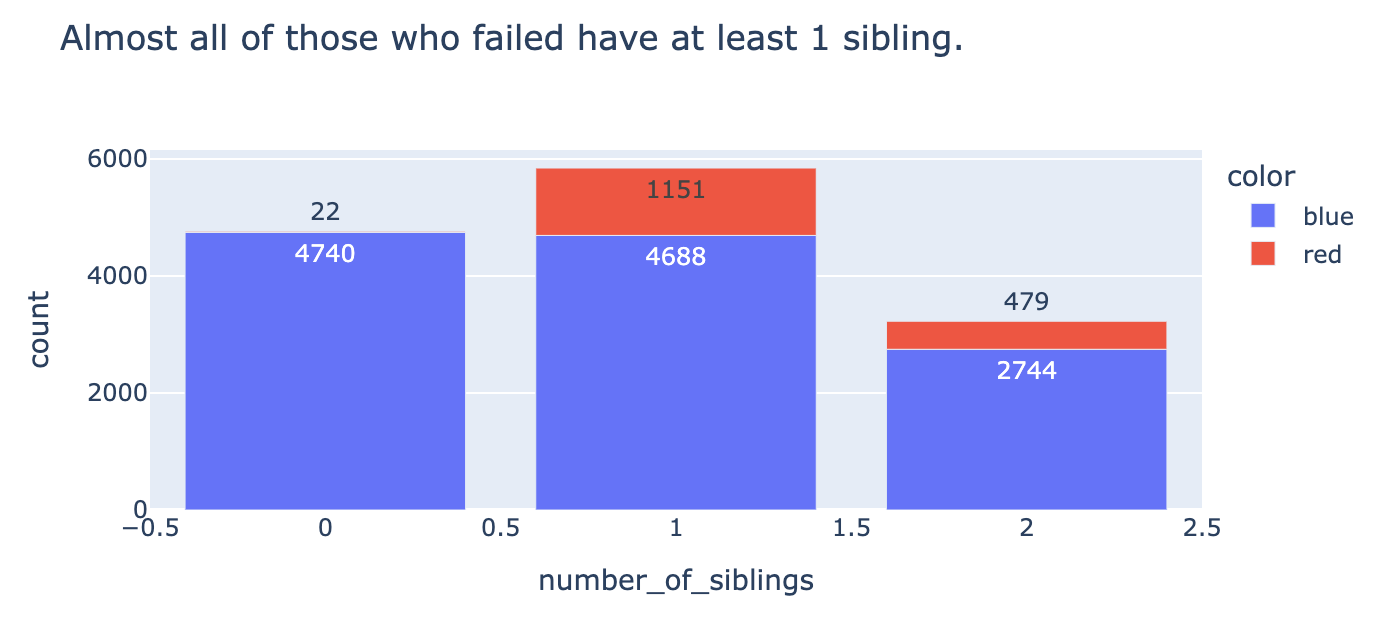 Almost all of those who failed have at least 1 sibling.
6000
4000
2000
0
count
22
4740
1151
4688
479
2744
−0.5
0
0.5
1
1.5
2
2.5
number_of_siblings
color
blue
red